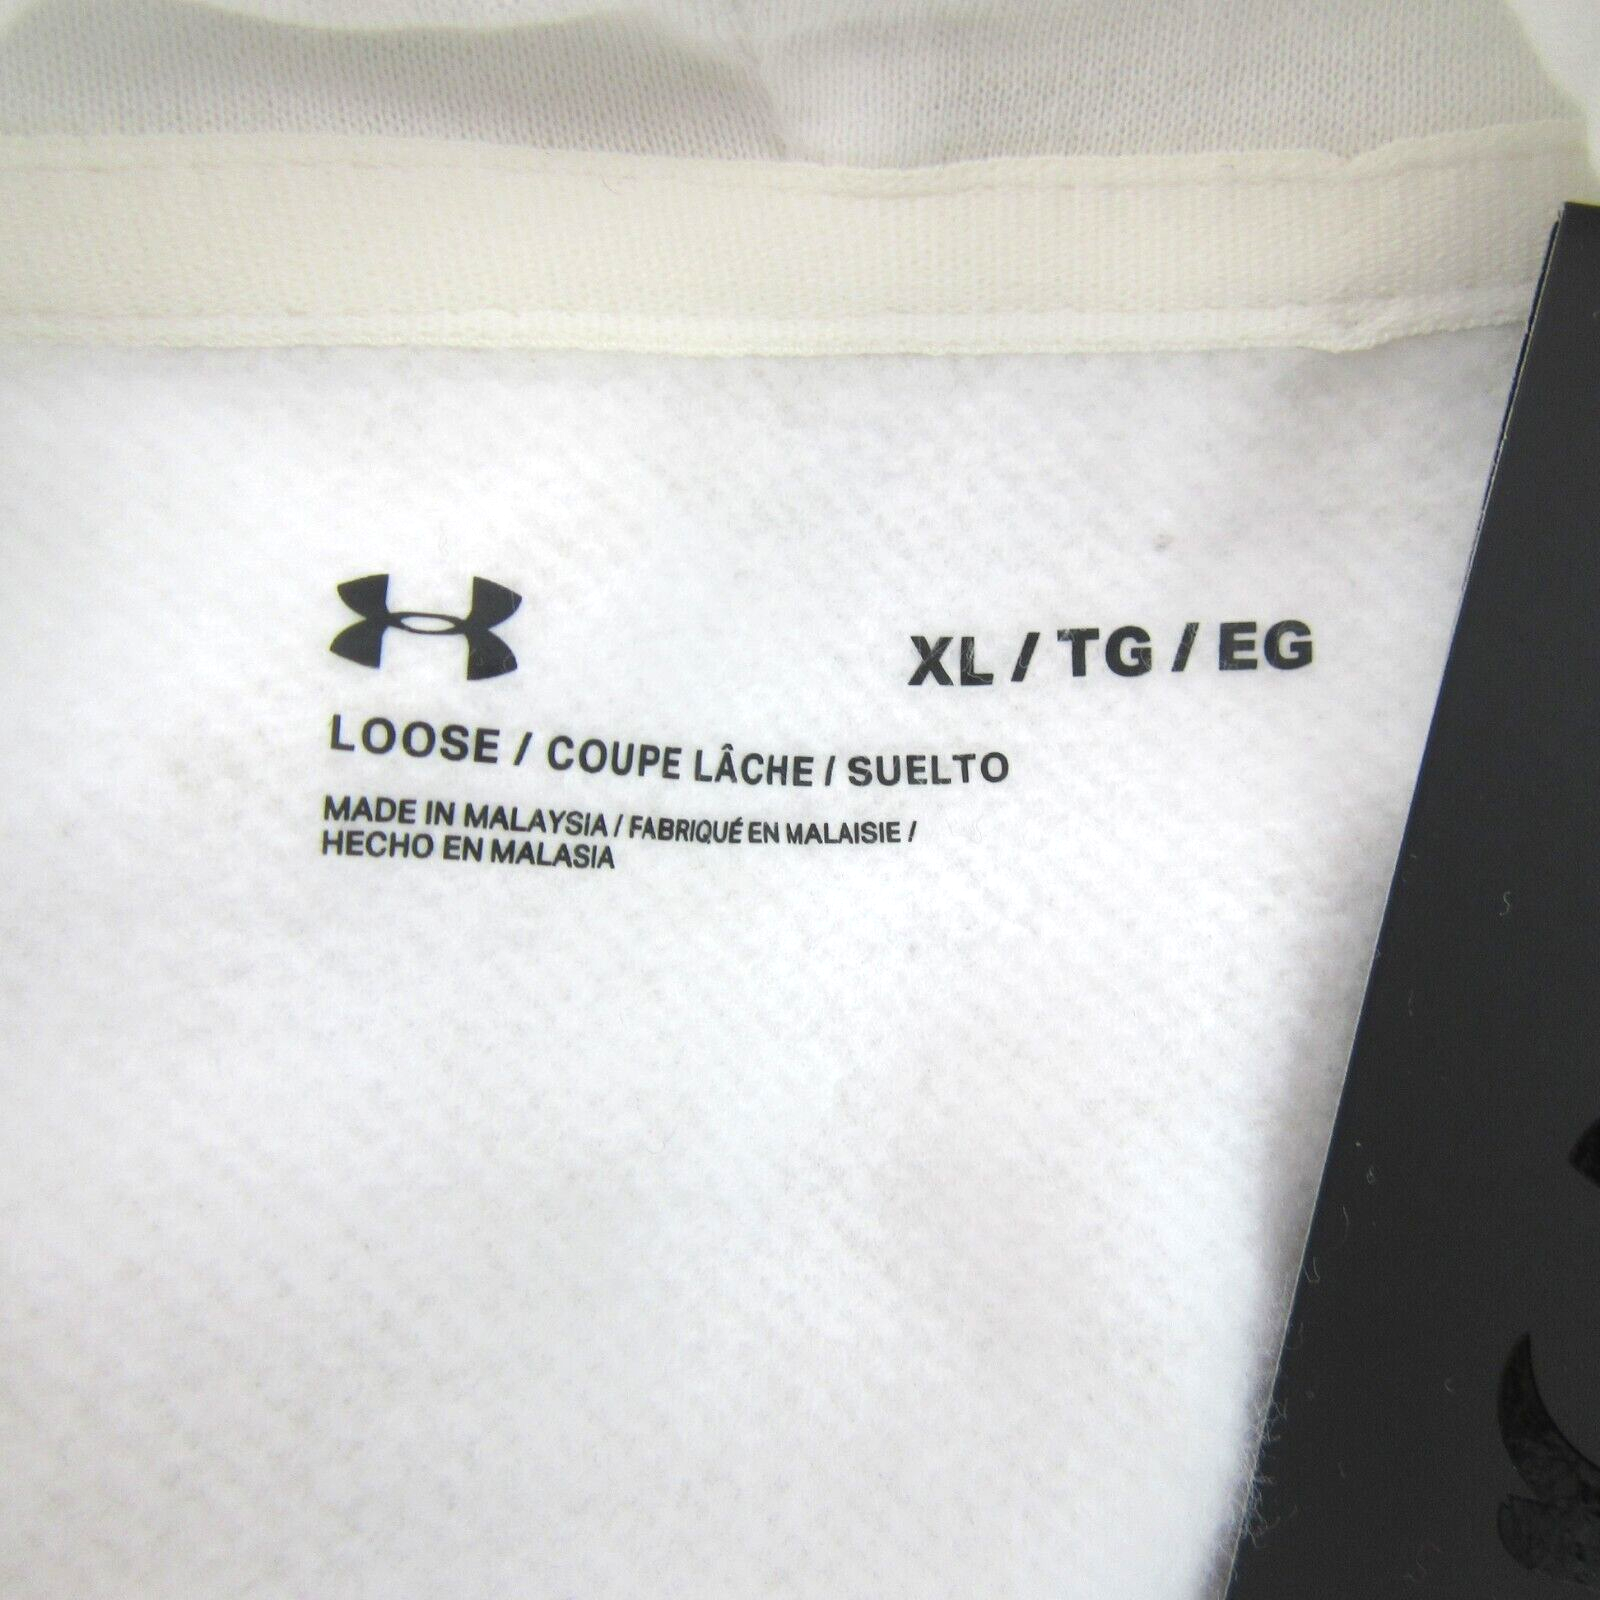 XL / TG / EG
LOOSE / COUPE LÂCHE / SUELTO
MADE IN MALAYSIA / FABRIQUÉ EN MALAISIE /
HECHO EN MALASIA